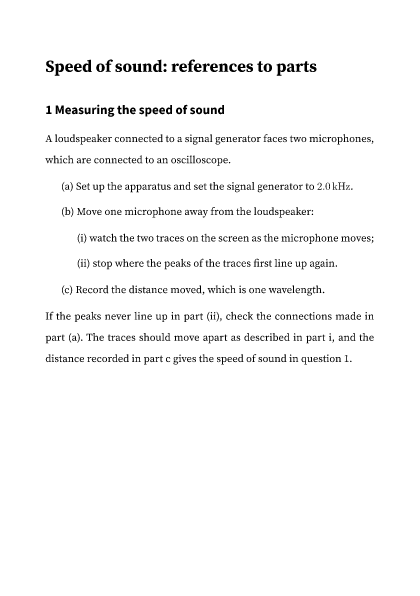 Speed of sound: references to parts
1 Measuring the speed of sound
A loudspeaker connected to a signal generator faces two microphones,
which are connected to an oscilloscope.
(a) Set up the apparatus and set the signal generator to 2.0 kHz.
(b) Move one microphone away from the loudspeaker:
(i) watch the two traces on the screen as the microphone moves;
(ii) stop where the peaks of the traces first line up again.
(c) Record the distance moved, which is one wavelength.
If the peaks never line up in part (ii), check the connections made in
part (a). The traces should move apart as described in part i, and the
distance recorded in part c gives the speed of sound in question 1.